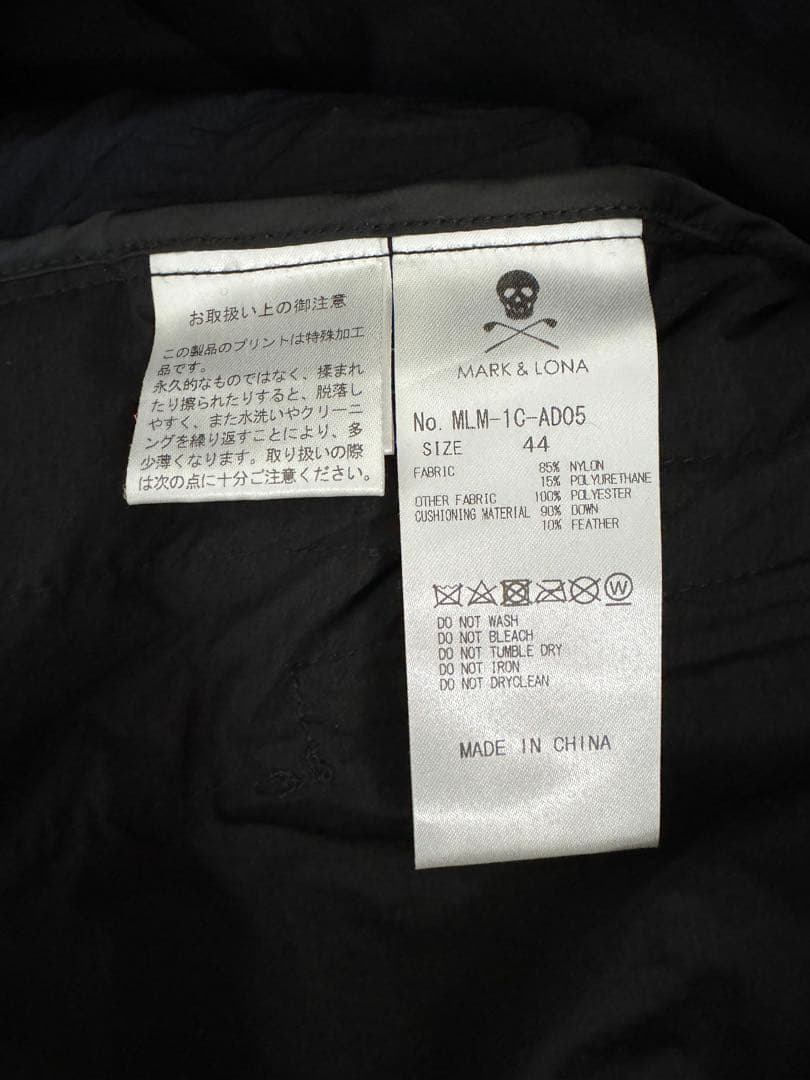 お取扱い上の御注意
この製品のプリントは特殊加工
品です。
永久的なものではなく、揉まれ
たり擦られたりすると、脱落し
やすく、また水洗いやクリーニ
ングを繰り返すことにより、多
少薄くなります。取り扱いの際
は次の点に十分ご注意ください。
MARK & LONA
No. MLM-1C-AD05
SIZE 44
FABRIC 85% NYLON
15% POLYURETHANE
OTHER FABRIC 100% POLYESTER
CUSHIONING MATERIAL 90% DOWN
10% FEATHER
W
DO NOT WASH
DO NOT BLEACH
DO NOT TUMBLE DRY
DO NOT IRON
DO NOT DRYCLEAN
MADE IN CHINA